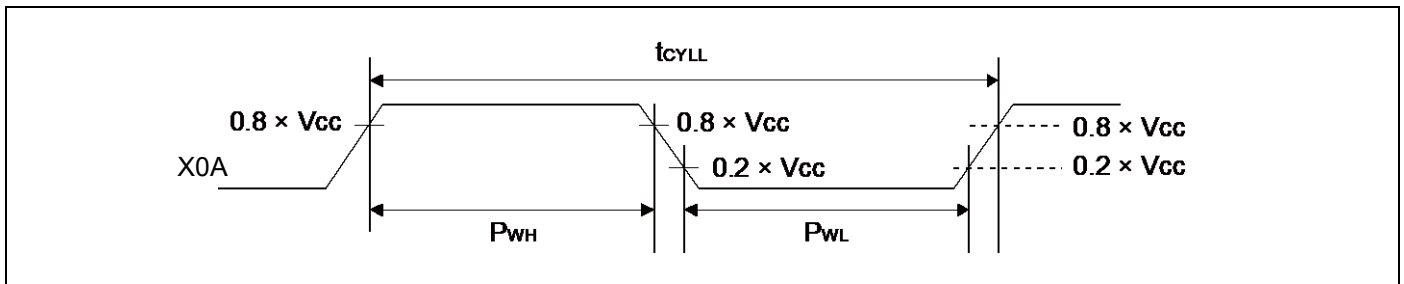 tCYLL
0.8 × Vcc
0.8 × Vcc
0.8 × Vcc
X0A
0.2 × Vcc
0.2 × Vcc
PWH
PWL